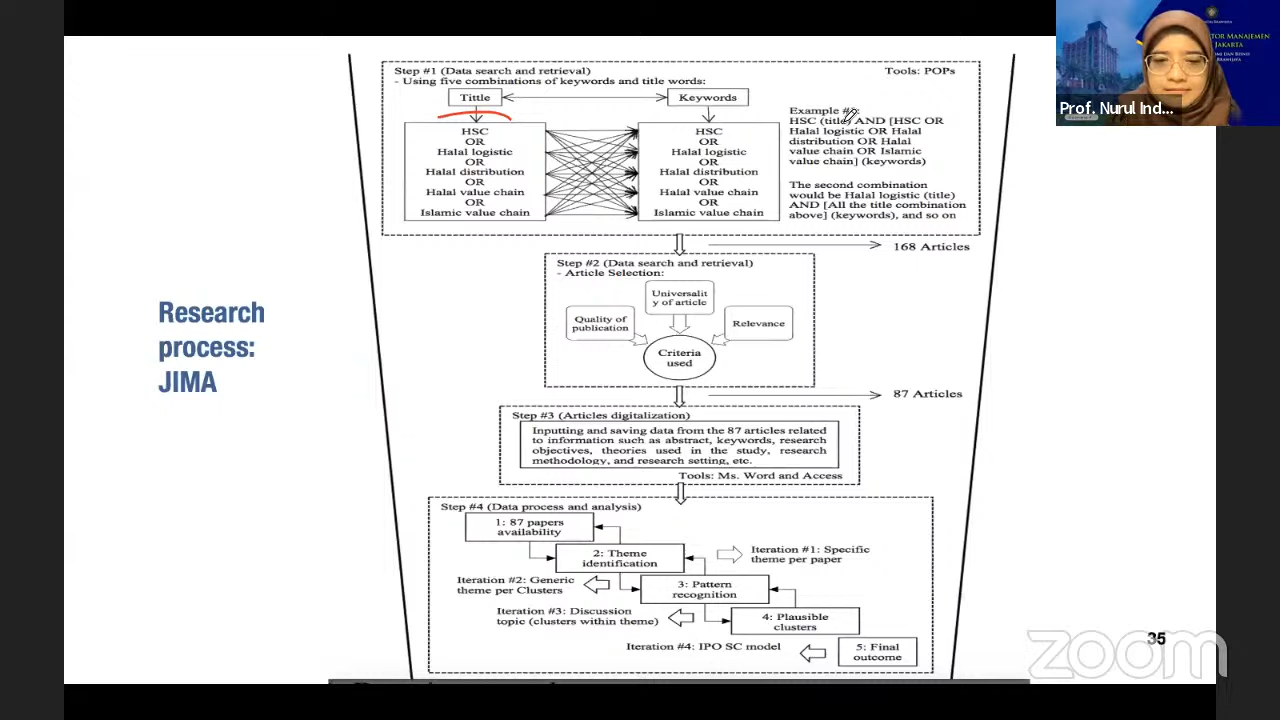 Step #1 (Data search and retrieval)
Tools: POPs
- Using five combinations of keywords and title words:
Tittle
Keywords
HSC
OR
Halal logistic
OR
Halal distribution
OR
Halal value chain
OR
Islamic value chain
HSC
OR
Halal logistic
OR
Halal distribution
OR
Halal value chain
OR
Islamic value chain
Example
HSC (title) AND [HSC OR
Halal logistic OR Halal
distribution OR Halal
value chain OR Islamic
value chain] (keywords)
The second combination
would be Halal logistic (title)
AND [All the title combination
above] (keywords), and so on
168 Articles
Step #2 (Data search and retrieval)
- Article Selection:
Universalit
y of article
Quality of
publication
Relevance
Criteria
used
87 Articles
Step #3 (Articles digitalization)
Inputting and saving data from the 87 articles related
to information such as abstract, keywords, research
objectives, theories used in the study, research
methodology, and research setting, etc.
Tools: Ms. Word and Access
Step #4 (Data process and analysis)
1: 87 papers
availability
2: Theme
identification
Iteration #1: Specific
theme per paper
Iteration #2: Generic
theme per Clusters
3: Pattern
recognition
Iteration #3: Discussion
topic (clusters within theme)
4: Plausible
clusters
Iteration #4: IPO SC model
5: Final
outcome
Research
process:
JIMA
35
zoom
Prof. Nurul Ind...
MANAJEMEN
JAKARTA